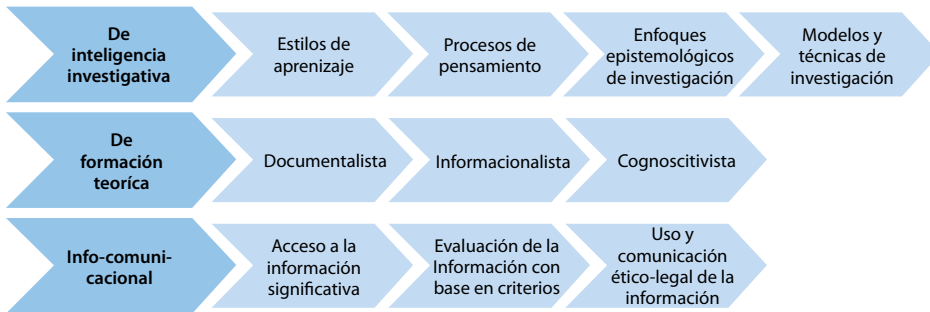 De
inteligencia
investigativa
Estilos de
aprenizaje
Procesos de
pensamiento
Enfoques
epistemológicos
de investigación
Modelos y
técnicas de
investigación
De
formación
teoríca
Documentalista
Informacionalista
Cognoscitivista
Info-comuni-
cacional
Acceso a la
información
significativa
Evaluación de la
Información con
base en criterios
Uso y
comunicación
ético-legal de la
información